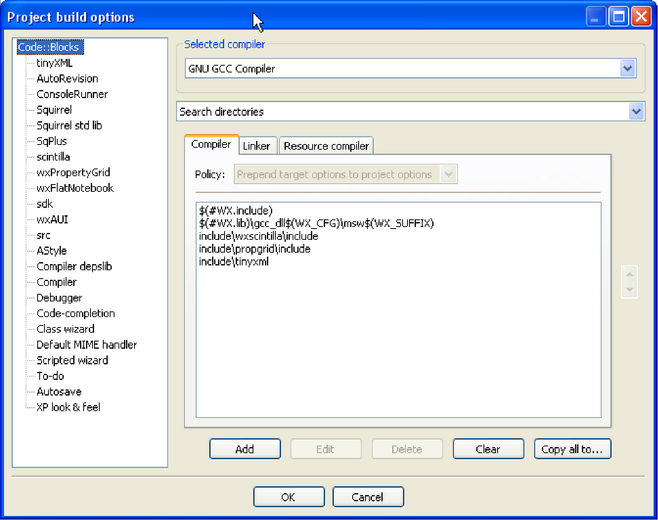 Project build options
Code::Blocks
tinyXML
AutoRevision
ConsoleRunner
Squirrel
Squirrel std lib
SqPlus
scintilla
wxPropertyGrid
wxFlatNotebook
sdk
wxAUI
src
AStyle
Compiler depslib
Compiler
Debugger
Code-completion
Class wizard
Default MIME handler
Scripted wizard
To-do
Autosave
XP look & feel
Selected compiler
GNU GCC Compiler
Search directories
Compiler Linker Resource compiler
Policy: Prepend target options to project options
$(#WX.include)
$(#WX.lib)\gcc_dll$(WX_CFG)\msw$(WX_SUFFIX)
include\wxscintilla\include
include\propgrid\include
include\tinyxml
Add Edit Delete Clear Copy all to...
OK Cancel